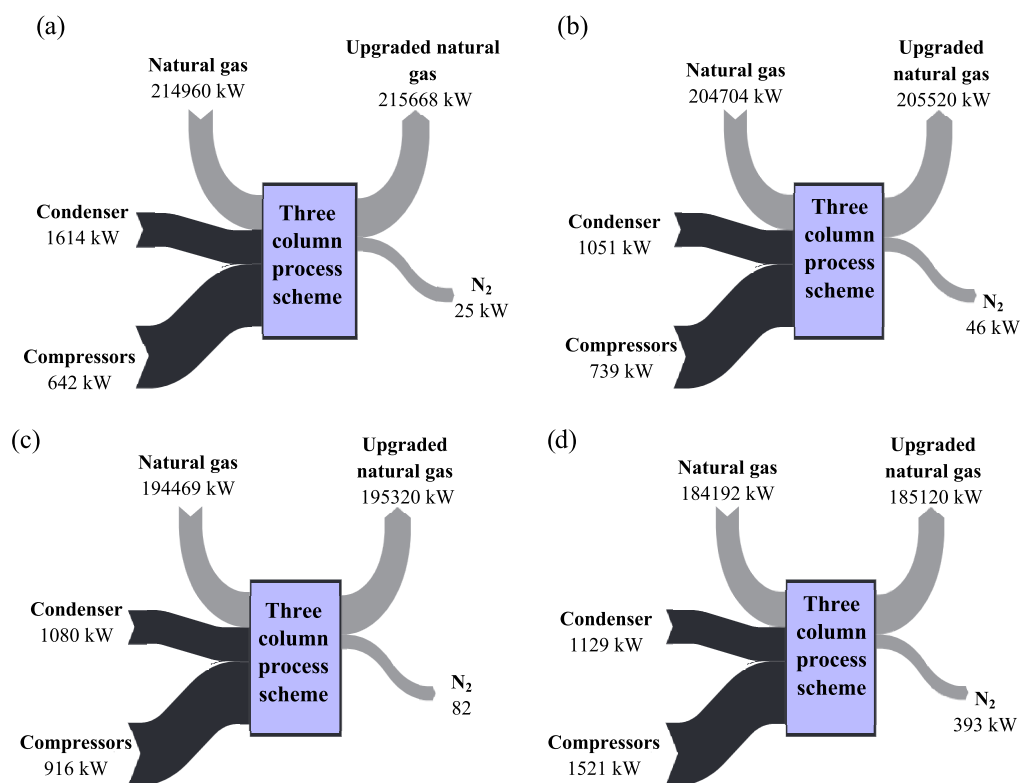 (a)
Natural gas
214960 kW
Upgraded natural
gas
215668 kW
Condenser
1614 kW
Three
column
process
scheme
N₂
25 kW
Compressors
642 kW
(b)
Natural gas
204704 kW
Upgraded
natural gas
205520 kW
Condenser
1051 kW
Three
column
process
scheme
N₂
46 kW
Compressors
739 kW
(c)
Natural gas
194469 kW
Upgraded
natural gas
195320 kW
Condenser
1080 kW
Three
column
process
scheme
N₂
82
Compressors
916 kW
(d)
Natural gas
184192 kW
Upgraded
natural gas
185120 kW
Condenser
1129 kW
Three
column
process
scheme
N₂
393 kW
Compressors
1521 kW